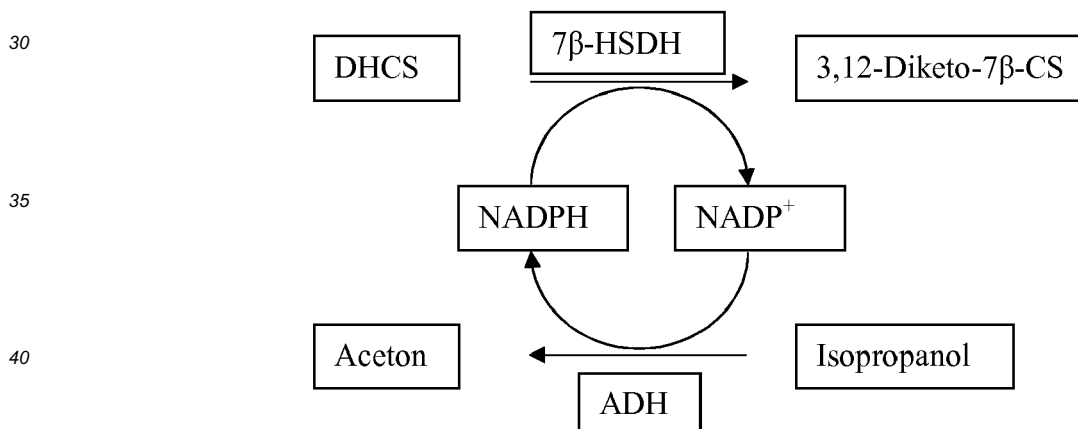 30
7β-HSDH
DHCS
3,12-Diketo-7β-CS
35
NADPH
NADP⁺
40
Aceton
Isopropanol
ADH